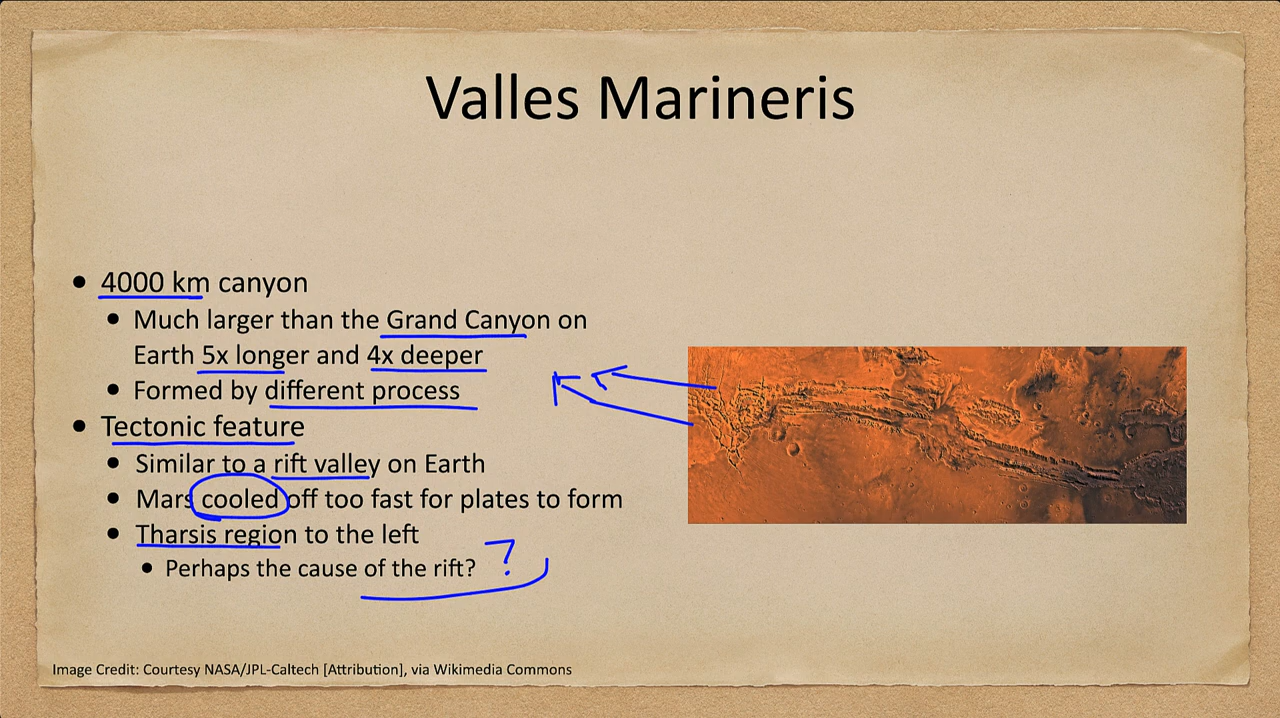 Valles Marineris
• 4000 km canyon
• Much larger than the Grand Canyon on
Earth 5x longer and 4x deeper
• Formed by different process
• Tectonic feature
• Similar to a rift valley on Earth
• Mars cooled off too fast for plates to form
• Tharsis region to the left
• Perhaps the cause of the rift? ?
Image Credit: Courtesy NASA/JPL-Caltech [Attribution], via Wikimedia Commons